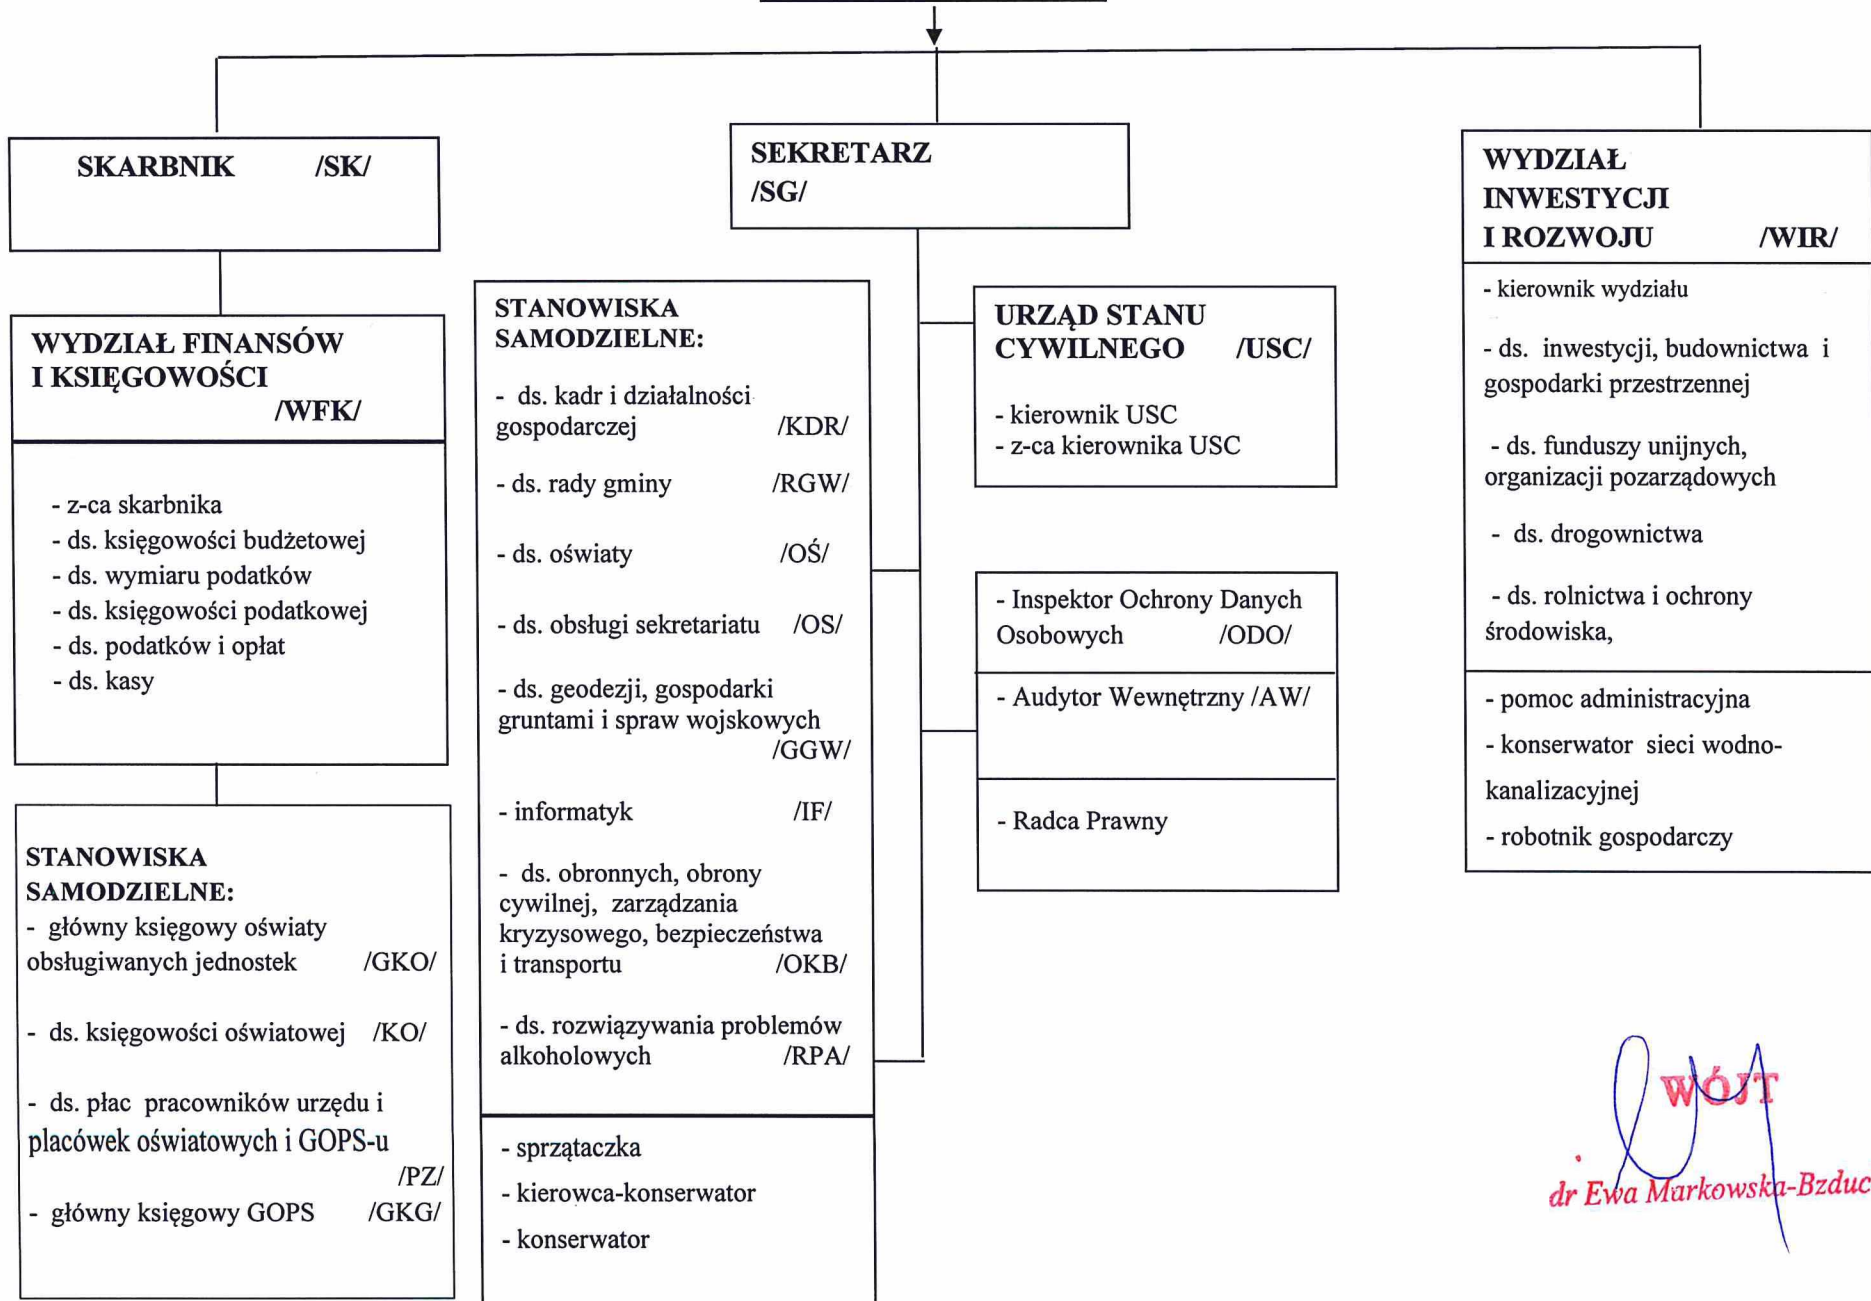 SKARBNIK /SK/
WYDZIAŁ FINANSÓW
I KSIĘGOWOŚCI
/WFK/
- z-ca skarbnika
- ds. księgowości budżetowej
- ds. wymiaru podatków
- ds. księgowości podatkowej
- ds. podatków i opłat
- ds. kasy
STANOWISKA
SAMODZIELNE:
- główny księgowy oświaty
obsługiwanych jednostek /GKO/
- ds. księgowości oświatowej /KO/
- ds. płac pracowników urzędu i
placówek oświatowych i GOPS-u
/PZ/
- główny księgowy GOPS /GKG/
SEKRETARZ
/SG/
STANOWISKA
SAMODZIELNE:
- ds. kadr i działalności
gospodarczej /KDR/
- ds. rady gminy /RGW/
- ds. oświaty /OŚ/
- ds. obsługi sekretariatu /OS/
- ds. geodezji, gospodarki
gruntami i spraw wojskowych
/GGW/
- informatyk /IF/
- ds. obronnych, obrony
cywilnej, zarządzania
kryzysowego, bezpieczeństwa
i transportu /OKB/
- ds. rozwiązywania problemów
alkoholowych /RPA/
- sprzątaczka
- kierowca-konserwator
- konserwator
URZĄD STANU
CYWILNEGO /USC/
- kierownik USC
- z-ca kierownika USC
- Inspektor Ochrony Danych
Osobowych /ODO/
- Audytor Wewnętrzny /AW/
- Radca Prawny
WYDZIAŁ
INWESTYCJI
I ROZWOJU /WIR/
- kierownik wydziału
- ds. inwestycji, budownictwa i
gospodarki przestrzennej
- ds. funduszy unijnych,
organizacji pozarządowych
- ds. drogownictwa
- ds. rolnictwa i ochrony
środowiska,
- pomoc administracyjna
- konserwator sieci wodno-
kanalizacyjnej
- robotnik gospodarczy
WÓJT
dr Ewa Markowska-Bzduc